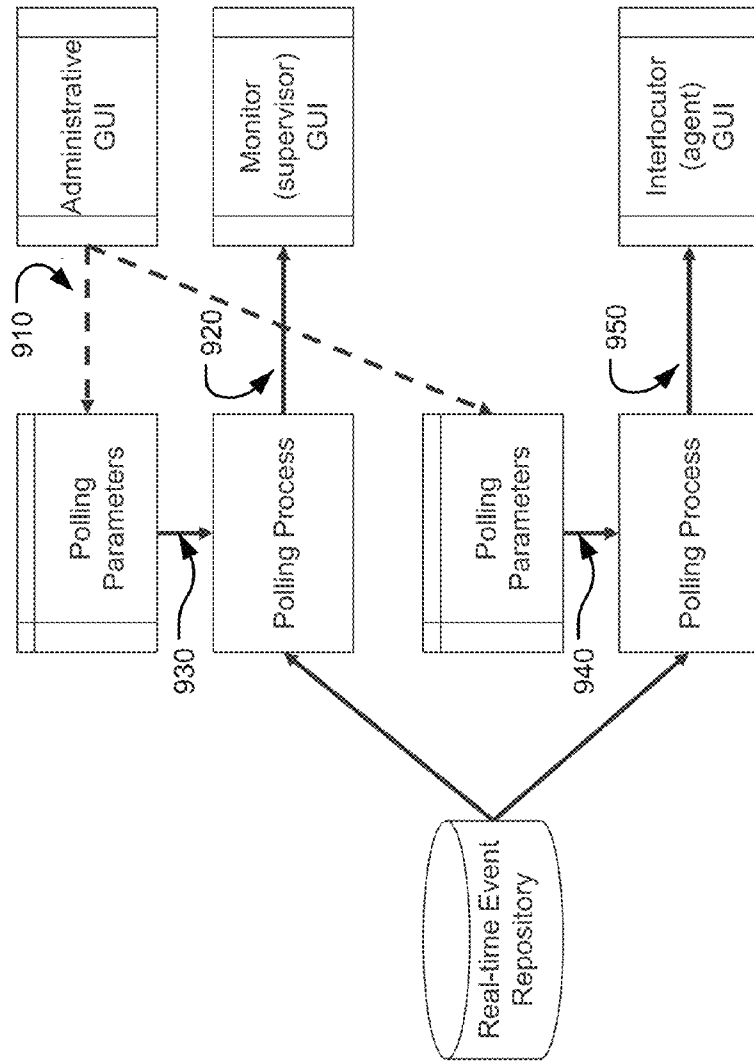 Administrative
GUI
910
Polling
Parameters
Monitor
(supervisor)
GUI
920
930
Polling Process
Polling
Parameters
940
Interlocutor
(agent)
GUI
950
Polling Process
Real-time Event
Repository